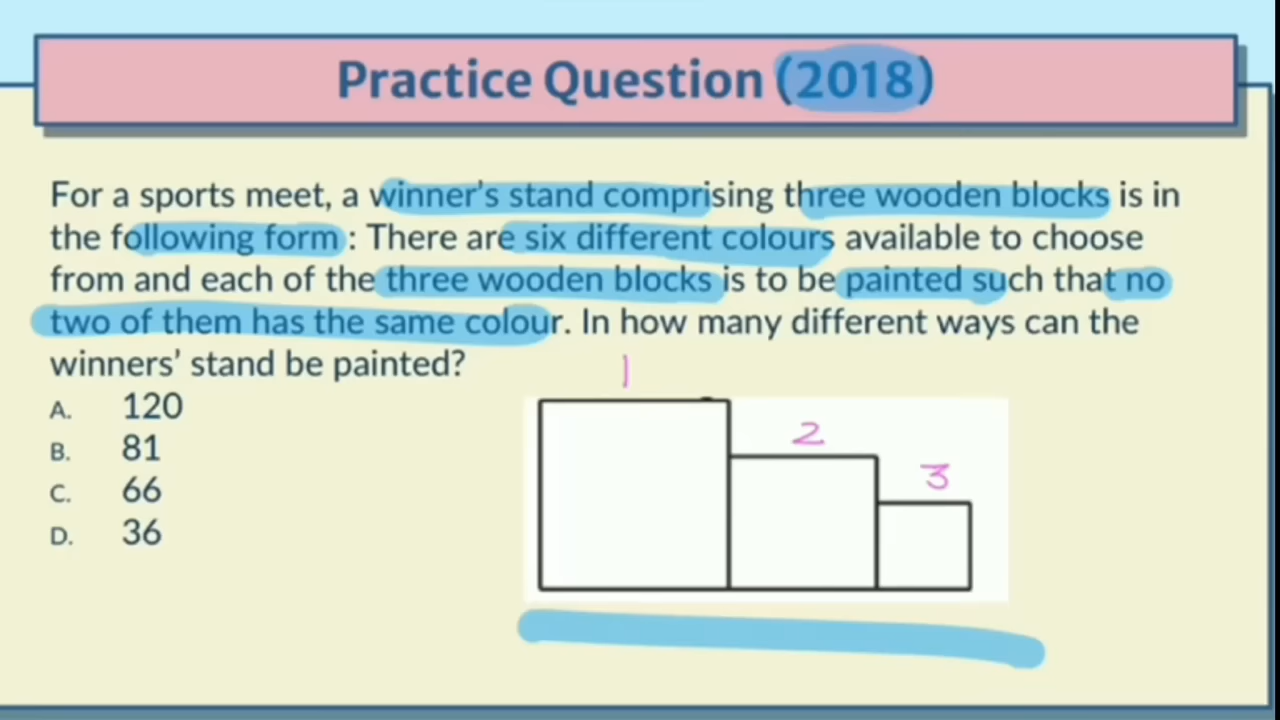 Practice Question (2018)
For a sports meet, a winner's stand comprising three wooden blocks is in
the following form : There are six different colours available to choose
from and each of the three wooden blocks is to be painted such that no
two of them has the same colour. In how many different ways can the
winners’ stand be painted?
A. 120
B. 81
C. 66
D. 36
1
2
3